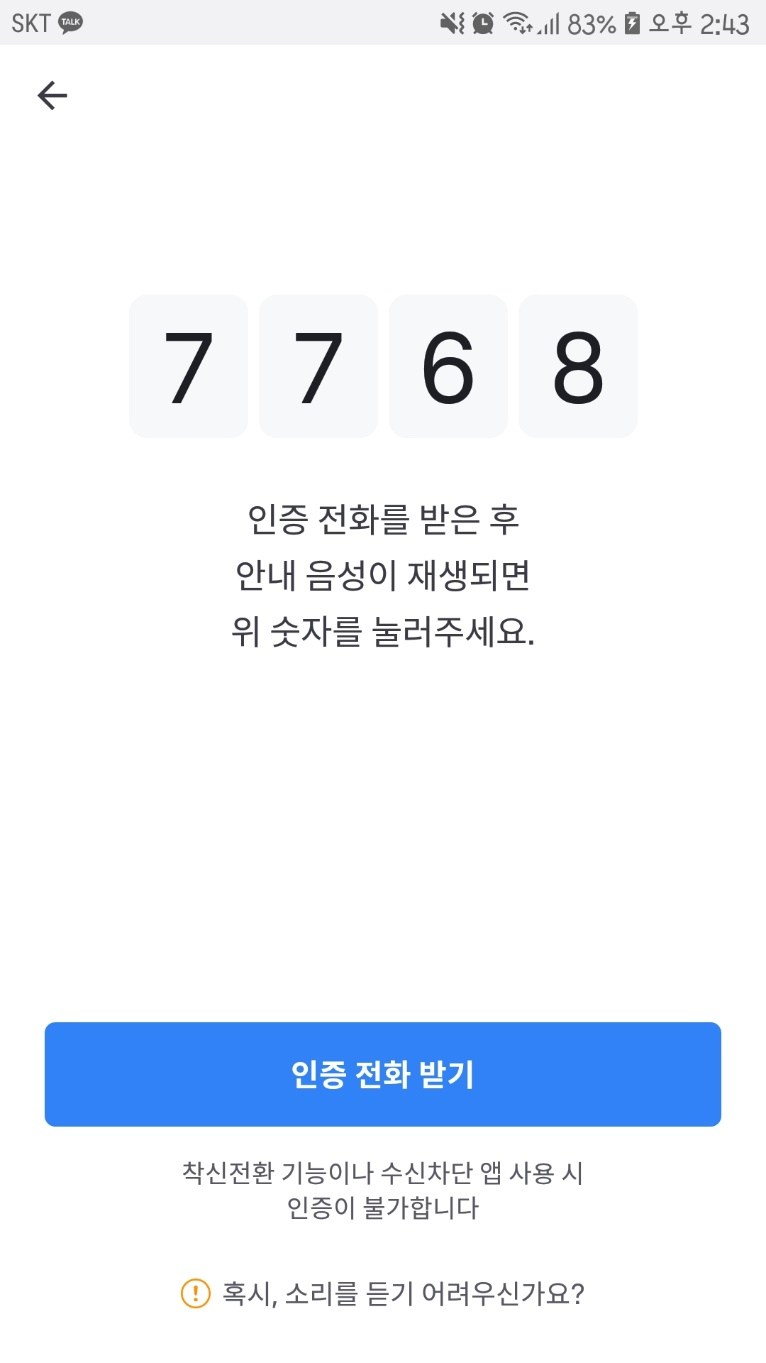 SKT TALK 83% 오후 2:43
7 7 6 8
인증 전화를 받은 후
안내 음성이 재생되면
위 숫자를 눌러주세요.
인증 전화 받기
착신전환 기능이나 수신차단 앱 사용 시
인증이 불가합니다
! 혹시, 소리를 듣기 어려우신가요?